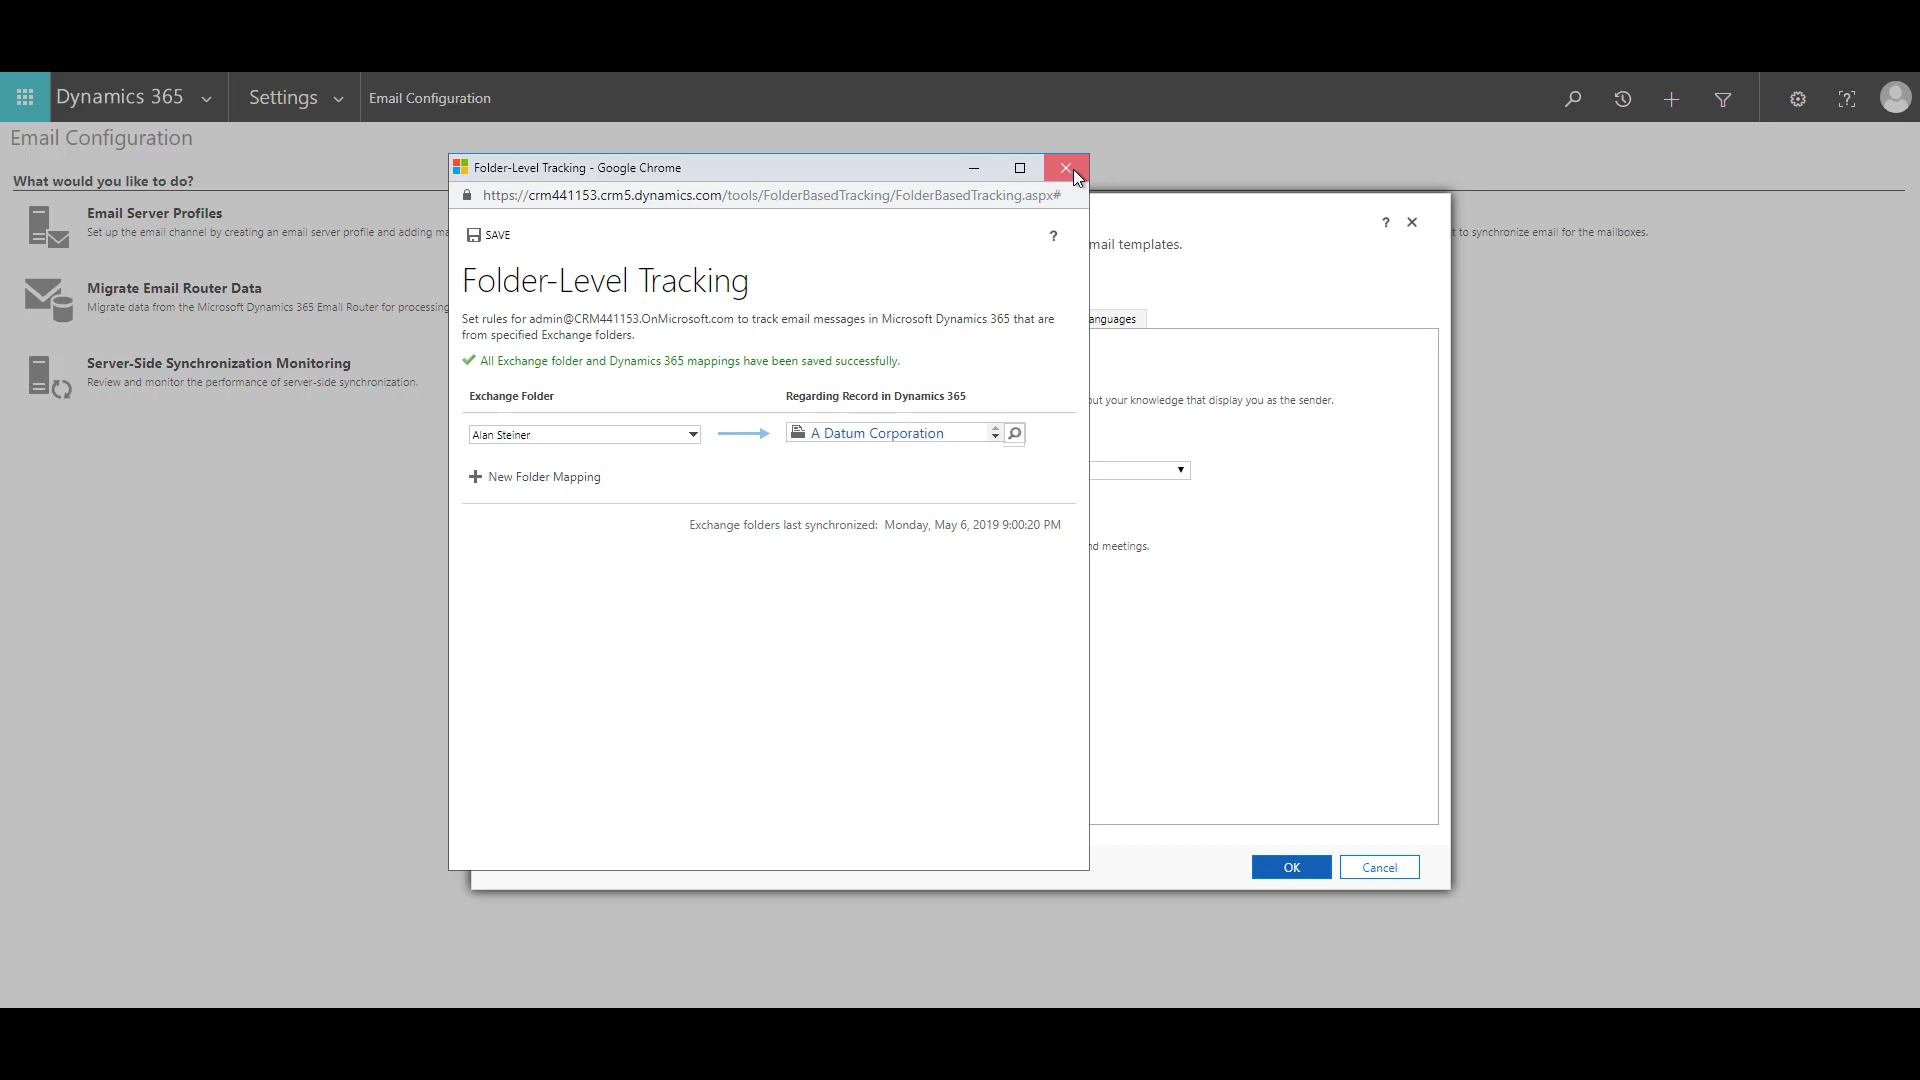 Dynamics 365
Settings
Email Configuration
Email Configuration
What would you like to do?
Email Server Profiles
Set up the email channel by creating an email server profile and adding
t to synchronize email for the mailboxes.
Migrate Email Router Data
Migrate data from the Microsoft Dynamics 365 Email Router for processing
Server-Side Synchronization Monitoring
Review and monitor the performance of server-side synchronization.
Folder-Level Tracking - Google Chrome
https://crm441153.crm5.dynamics.com/tools/FolderBasedTracking/FolderBasedTracking.aspx#
SAVE
?
Folder-Level Tracking
Set rules for admin@CRM441153.OnMicrosoft.com to track email messages in Microsoft Dynamics 365 that are
from specified Exchange folders.
All Exchange folder and Dynamics 365 mappings have been saved successfully.
Exchange Folder
Regarding Record in Dynamics 365
Alan Steiner
A Datum Corporation
New Folder Mapping
Exchange folders last synchronized: Monday, May 6, 2019 9:00:20 PM
?
mail templates.
anguages
out your knowledge that display you as the sender.
nd meetings.
OK
Cancel